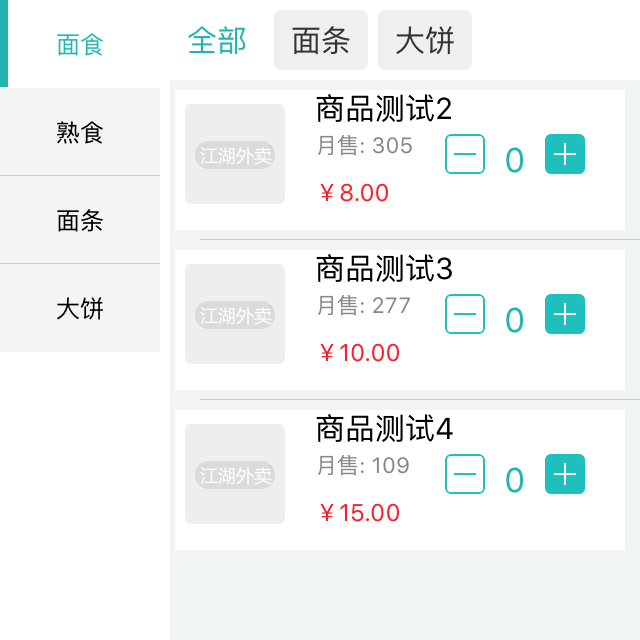 面食
熟食
面条
大饼
全部 面条 大饼
商品测试2
江湖外卖
月售: 305
0
￥8.00
商品测试3
江湖外卖
月售: 277
0
￥10.00
商品测试4
江湖外卖
月售: 109
0
￥15.00